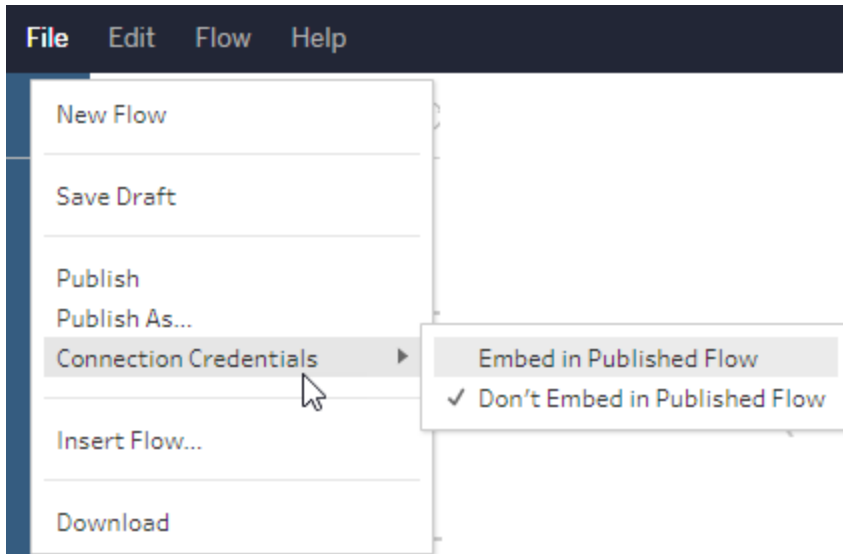 File Edit Flow Help
New Flow
Save Draft
Publish
Publish As...
Connection Credentials
Embed in Published Flow
Don't Embed in Published Flow
Insert Flow...
Download